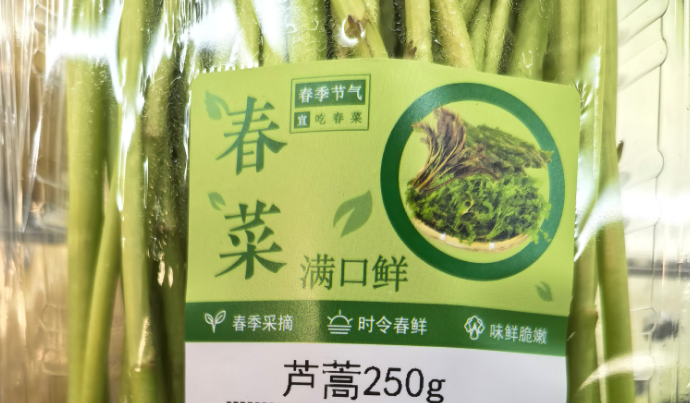 春季节气
宜 吃春菜
春菜
满口鲜
春季采摘 时令春鲜 味鲜脆嫩
芦蒿250g